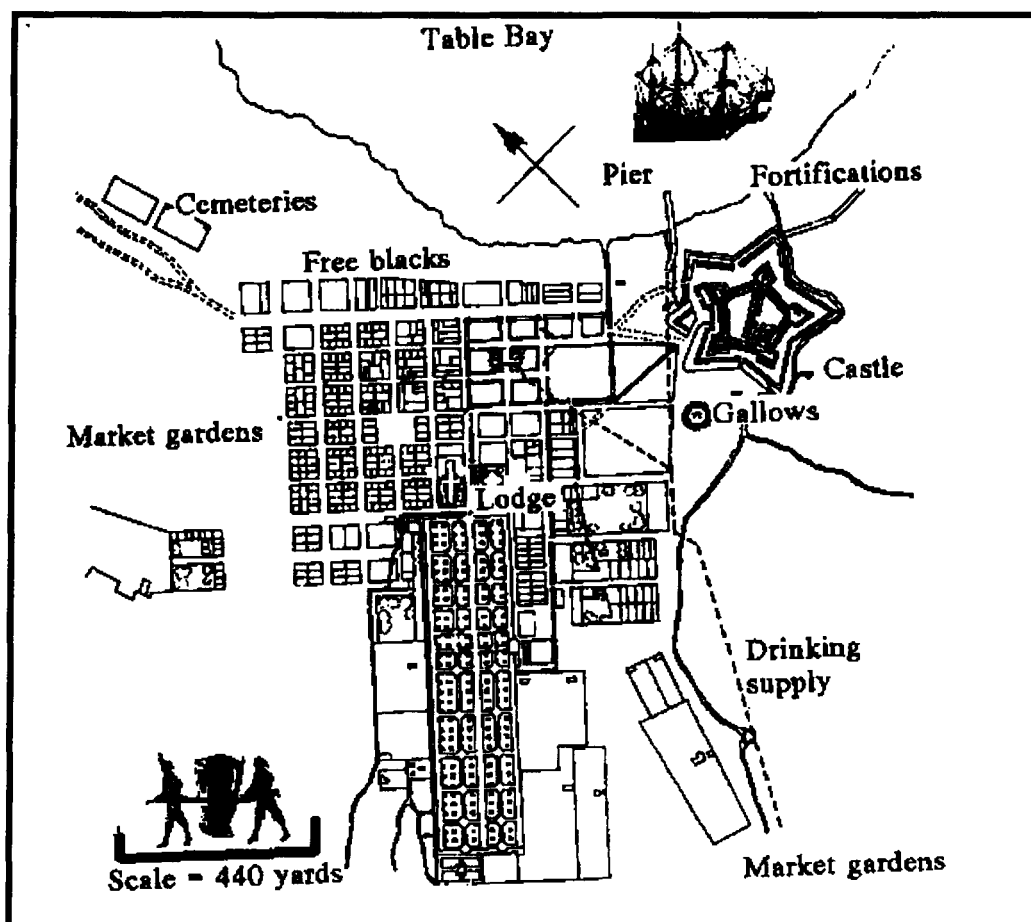 Table Bay
Pier
Fortifications
Cemeteries
Free blacks
Castle
Gallows
Market gardens
Lodge
Drinking
supply
Scale = 440 yards
Market gardens